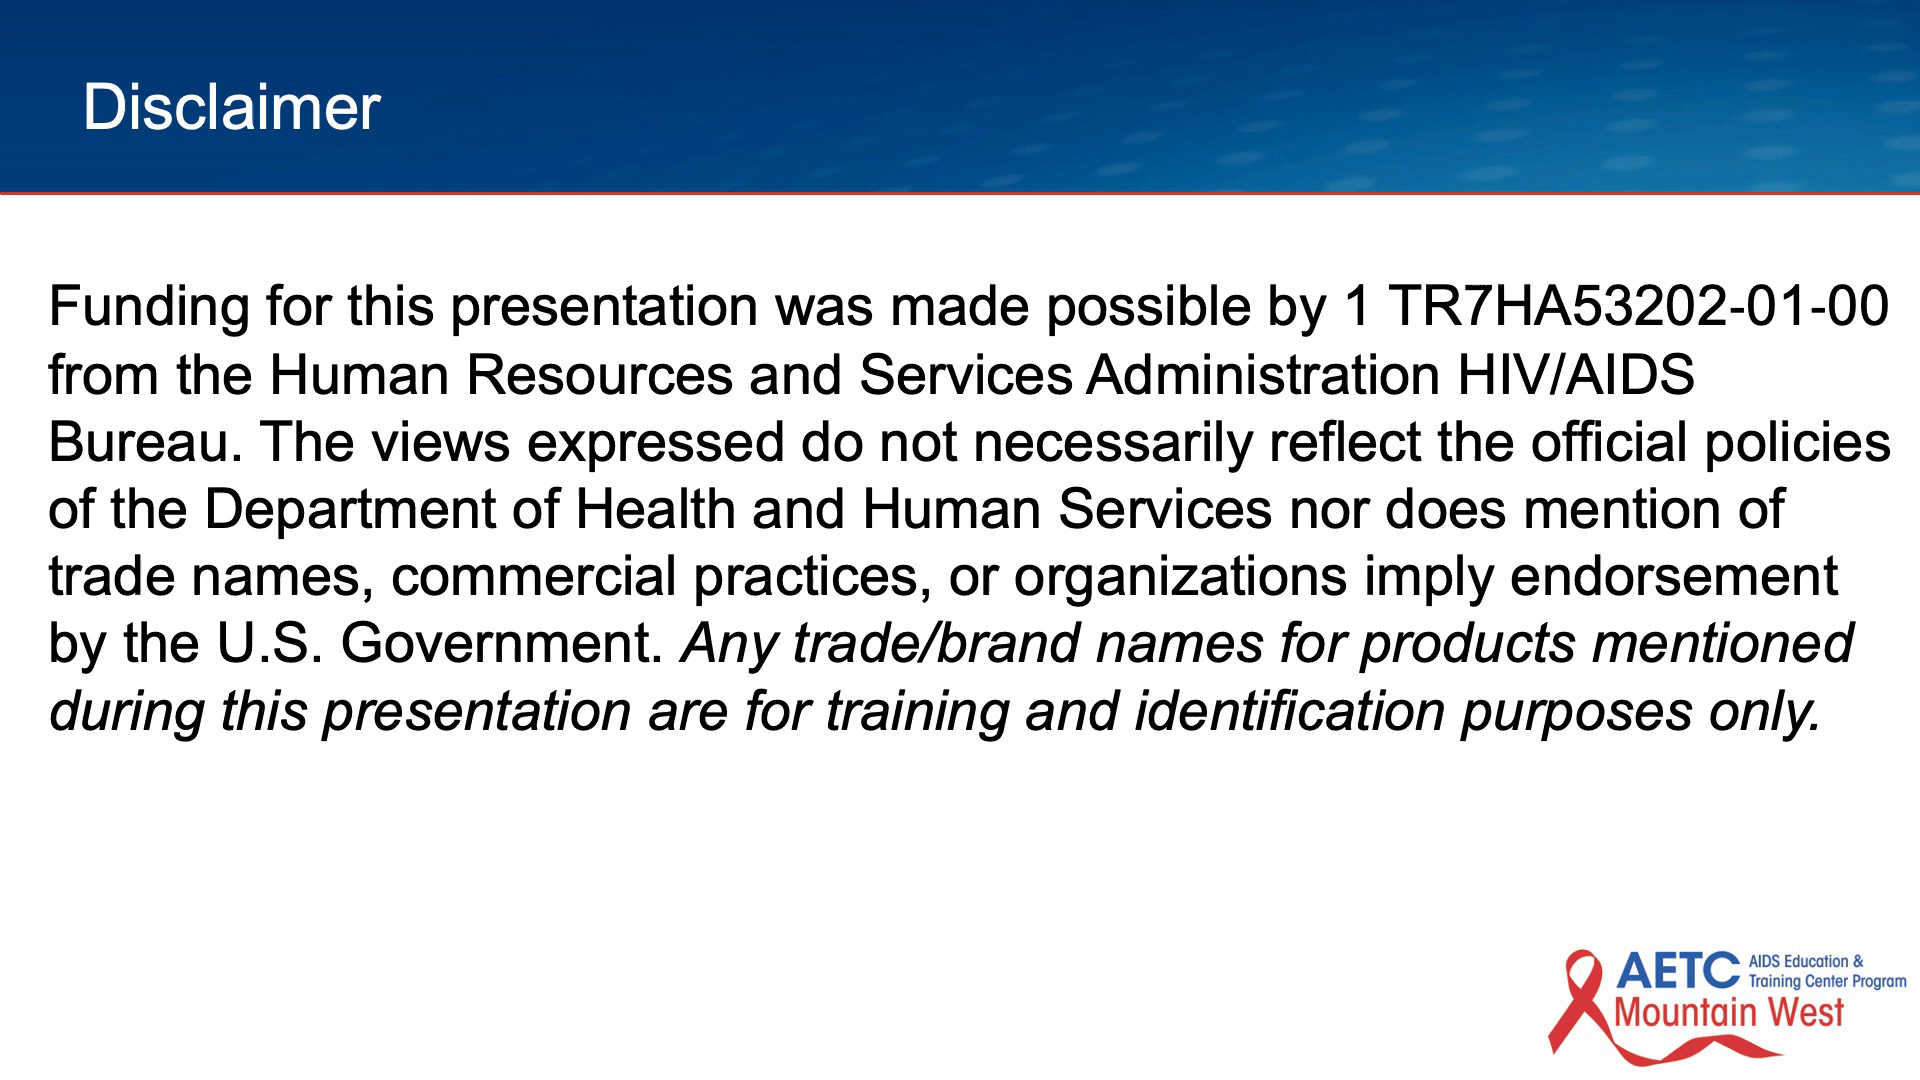 Disclaimer
Funding for this presentation was made possible by 1 TR7HA53202-01-00
from the Human Resources and Services Administration HIV/AIDS
Bureau. The views expressed do not necessarily reflect the official policies
of the Department of Health and Human Services nor does mention of
trade names, commercial practices, or organizations imply endorsement
by the U.S. Government. Any trade/brand names for products mentioned
during this presentation are for training and identification purposes only.
AETC AIDS Education &
Training Center Program
Mountain West